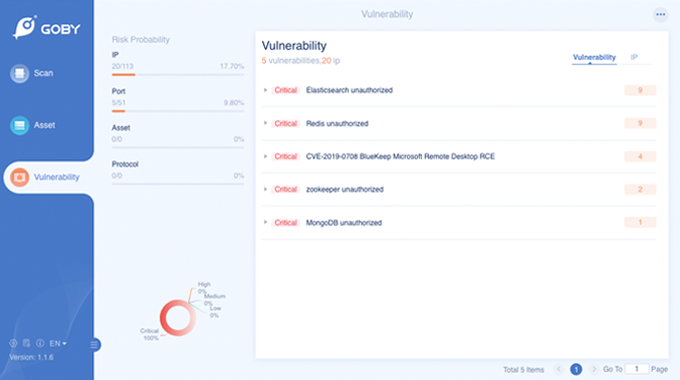 GOBY
Scan
Asset
Vulnerability
EN
Version: 1.1.6
Vulnerability
Risk Probability
IP
20/113 17.70%
Port
5/51 9.80%
Asset
0/0 0%
Protocol
0/0 0%
High
0%
Medium
0%
Low
0%
Critical
100%
Vulnerability
5 vulnerabilities,20 ip
Vulnerability IP
Critical Elasticsearch unauthorized 9
Critical Redis unauthorized 9
Critical CVE-2019-0708 BlueKeep Microsoft Remote Desktop RCE 4
Critical zookeeper unauthorized 2
Critical MongoDB unauthorized 1
Total 5 Items 1 Go To 1 Page